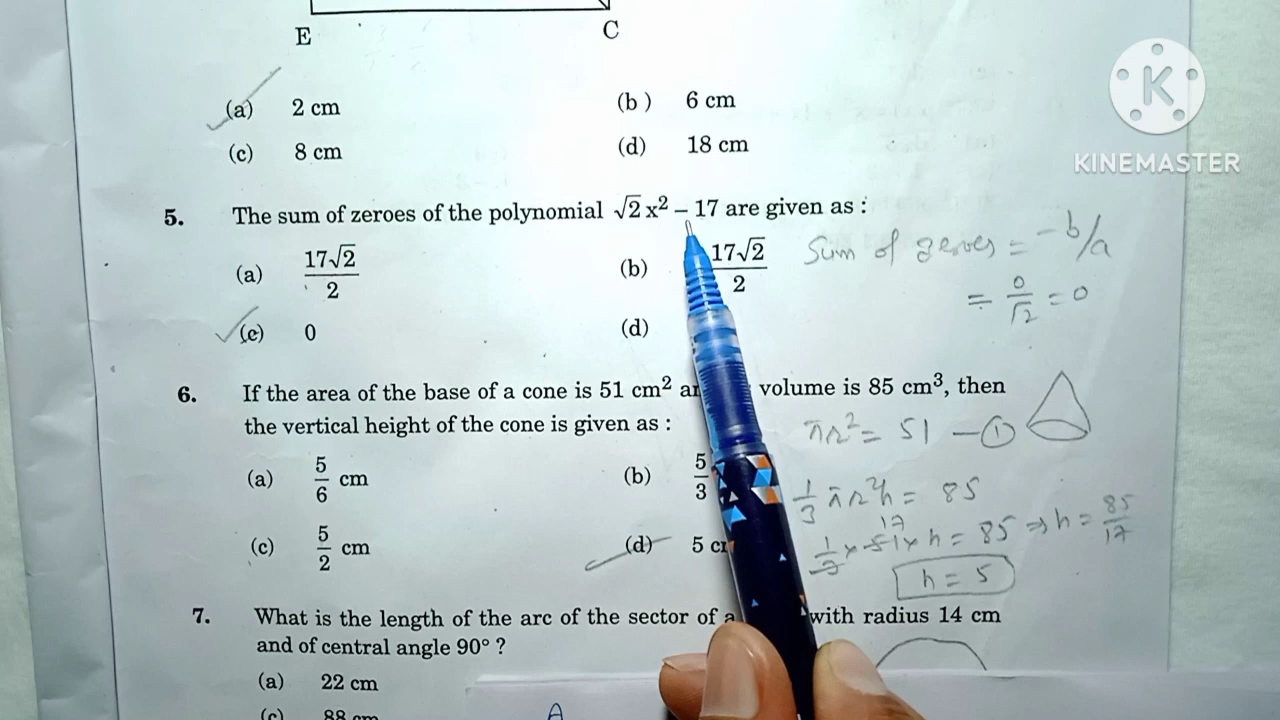 E C
(a) 2 cm (b) 6 cm
(c) 8 cm (d) 18 cm
KINEMASTER
5. The sum of zeroes of the polynomial √2 x² – 17 are given as :
(a) 17√2/2 (b) 17√2/2
Sum of zeroes = -b/a
= 0/√2 = 0
(c) 0 (d)
6. If the area of the base of a cone is 51 cm² volume is 85 cm³, then
the vertical height of the cone is given as :
πr² = 51 — ①
(a) 5/6 cm (b) 5/3
1/3 πr²h = 85
1/3 × 51 × h = 85 ⇒ h = 85/17
17
(c) 5/2 cm (d) 5
h = 5
7. What is the length of the arc of the sector of a with radius 14 cm
and of central angle 90° ?
(a) 22 cm
(c) 88 cm
A